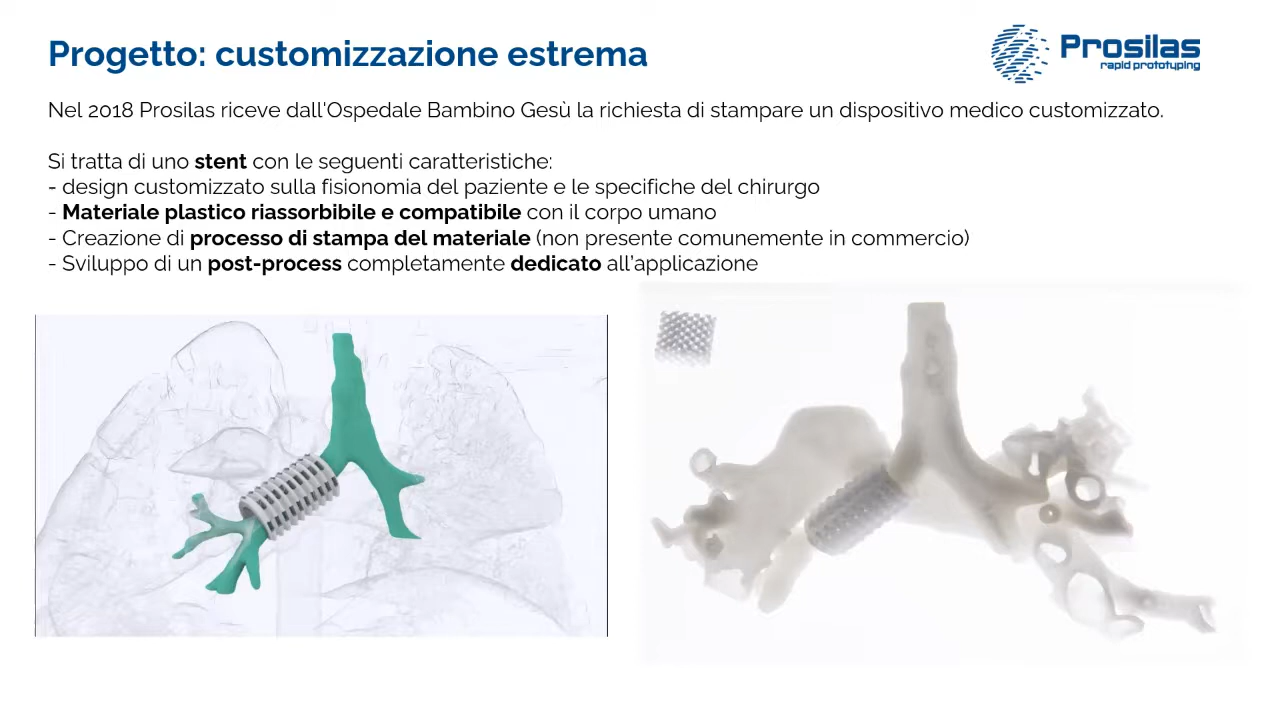 Progetto: customizzazione estrema
Prosilas
rapid prototyping
Nel 2018 Prosilas riceve dall'Ospedale Bambino Gesù la richiesta di stampare un dispositivo medico customizzato.
Si tratta di uno stent con le seguenti caratteristiche:
- design customizzato sulla fisionomia del paziente e le specifiche del chirurgo
- Materiale plastico riassorbibile e compatibile con il corpo umano
- Creazione di processo di stampa del materiale (non presente comunemente in commercio)
- Sviluppo di un post-process completamente dedicato all’applicazione